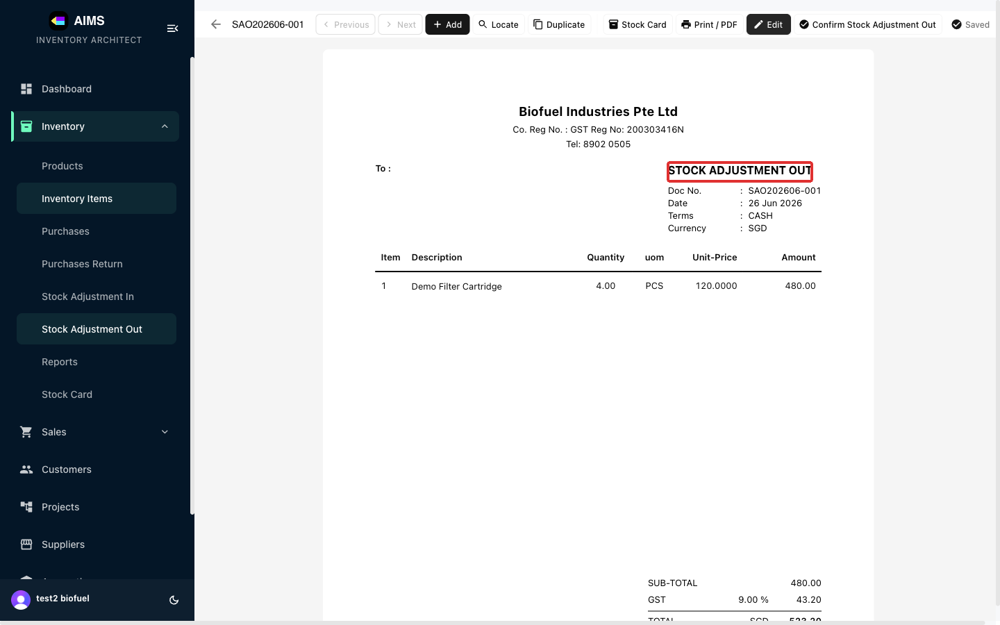 AIMS
INVENTORY ARCHITECT
Dashboard
Inventory
Products
Inventory Items
Purchases
Purchases Return
Stock Adjustment In
Stock Adjustment Out
Reports
Stock Card
Sales
Customers
Projects
Suppliers
test2 biofuel
SAO202606-001 Previous Next Add Locate Duplicate Stock Card Print / PDF Edit Confirm Stock Adjustment Out Saved
Biofuel Industries Pte Ltd
Co. Reg No. : GST Reg No: 200303416N
Tel: 8902 0505
To :
STOCK ADJUSTMENT OUT
Doc No. : SAO202606-001
Date : 26 Jun 2026
Terms : CASH
Currency : SGD
Item Description Quantity uom Unit-Price Amount
1 Demo Filter Cartridge 4.00 PCS 120.0000 480.00
SUB-TOTAL 480.00
GST 9.00 % 43.20
TOTAL SGD 523.20